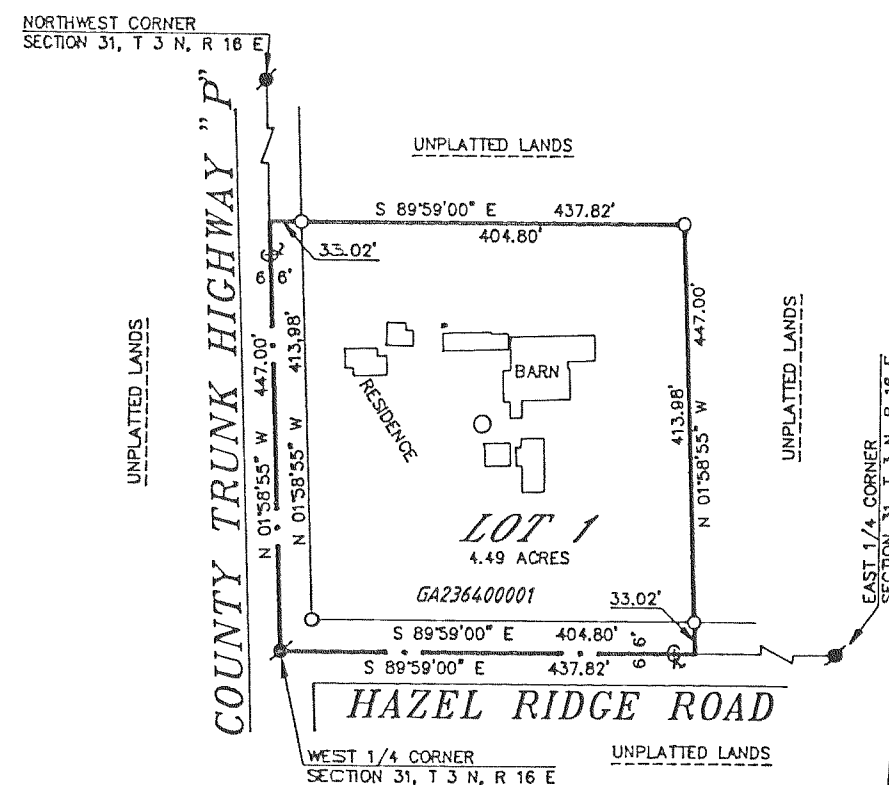 NORTHWEST CORNER
SECTION 31, T 3 N, R 16 E
COUNTY TRUNK HIGHWAY "P"
UNPLATTED LANDS
S 89°59'00" E 437.82'
404.80'
33.02'
6 6'
UNPLATTED LANDS
N 01°58'55" W 447.00'
N 01°58'55" W 413.98'
RESIDENCE
BARN
413.98'
N 01°58'55" W 447.00'
UNPLATTED LANDS
EAST 1/4 CORNER
SECTION 31, T 3 N, R 16 E
LOT 1
4.49 ACRES
GA236400001
33.02'
S 89°59'00" E 404.80'
6 6'
S 89°59'00" E 437.82'
HAZEL RIDGE ROAD
WEST 1/4 CORNER
SECTION 31, T 3 N, R 16 E
UNPLATTED LANDS